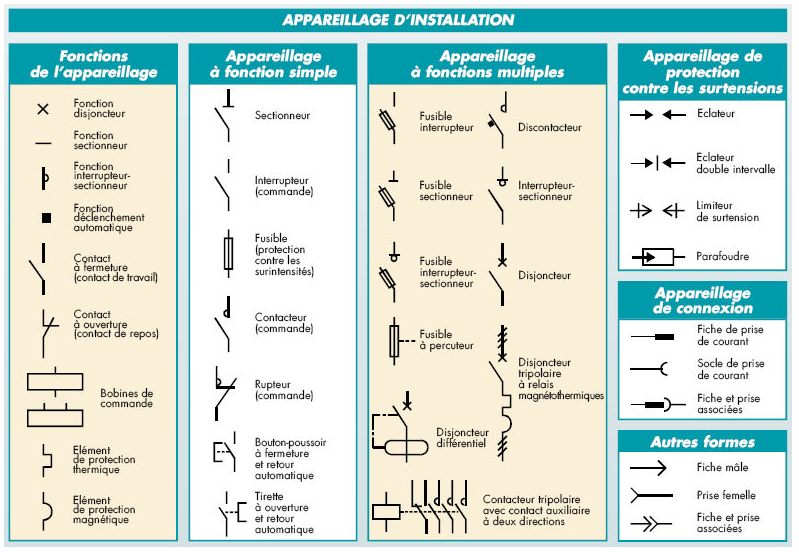 APPAREILLAGE D'INSTALLATION
Fonctions
de l'appareillage
Fonction
disjoncteur
Fonction
sectionneur
Fonction
interrupteur-
sectionneur
Fonction
déclenchement
automatique
Contact
à fermeture
(contact de travail)
Contact
à ouverture
(contact de repos)
Bobines de
commande
Elément
de protection
thermique
Elément
de protection
magnétique
Appareillage
à fonction simple
Sectionneur
Interrupteur
(commande)
Fusible
(protection
contre les
surintensités)
Contacteur
(commande)
Rupteur
(commande)
Bouton-poussoir
à fermeture
et retour
automatique
Tirette
à ouverture
et retour
automatique
Appareillage
à fonctions multiples
Fusible
interrupteur
Discontacteur
Fusible
sectionneur
Interrupteur-
sectionneur
Fusible
interrupteur-
sectionneur
Disjoncteur
Fusible
à percuteur
Disjoncteur
tripolaire
à relais
magnétothermiques
Disjoncteur
différentiel
Contacteur tripolaire
avec contact auxiliaire
à deux directions
Appareillage de
protection
contre les surtensions
Eclateur
Eclateur
double intervalle
Limiteur
de surtension
Parafoudre
Appareillage
de connexion
Fiche de prise
de courant
Socle de prise
de courant
Fiche et prise
associées
Autres formes
Fiche mâle
Prise femelle
Fiche et prise
associées